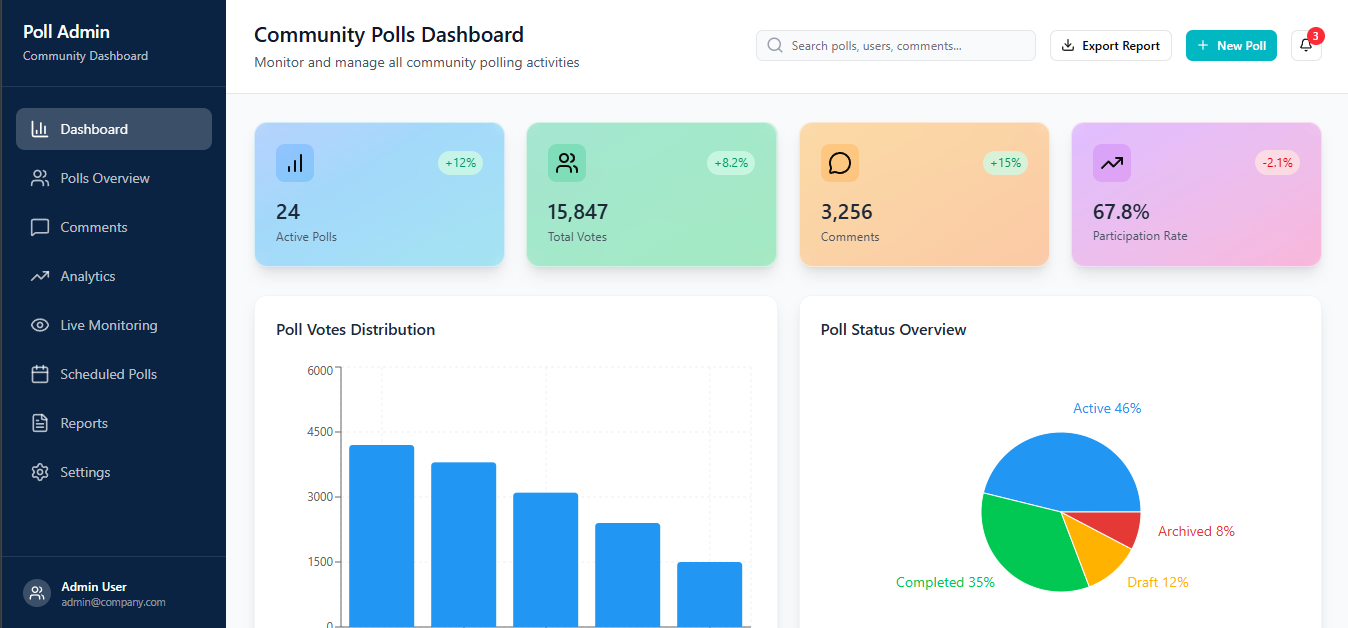 Poll Admin
Community Dashboard
Dashboard
Polls Overview
Comments
Analytics
Live Monitoring
Scheduled Polls
Reports
Settings
Admin User
admin@company.com
Community Polls Dashboard
Monitor and manage all community polling activities
Search polls, users, comments...
Export Report
+ New Poll
3
+12%
24
Active Polls
+8.2%
15,847
Total Votes
+15%
3,256
Comments
-2.1%
67.8%
Participation Rate
Poll Votes Distribution
6000
4500
3000
1500
0
Poll Status Overview
Active 46%
Archived 8%
Completed 35%
Draft 12%